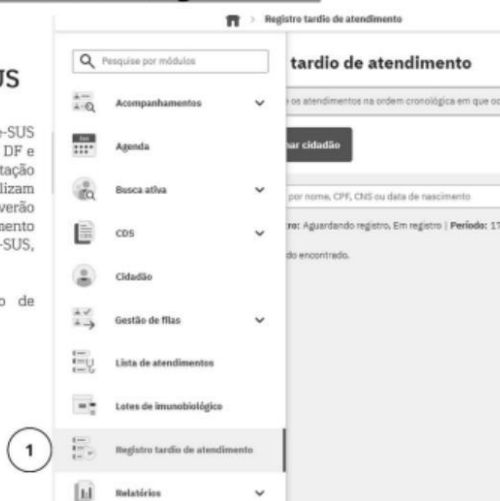 Registro tardio de atendimento
Pesquise por módulos
tardio de atendimento
US
Acompanhamentos
os atendimentos na ordem cronológica em que oc
e-SUS
DF e
Agenda
ar cidadão
tação
lizam
Busca ativa
por nome, CPF, CNS ou data de nascimento
verão
mento
CDS
ro: Aguardando registro, Em registro | Período: 17
-SUS,
do encontrado.
Cidadão
o de
Gestão de filas
Lista de atendimentos
Lotes de imunobiológico
1
Registro tardio de atendimento
Relatórios